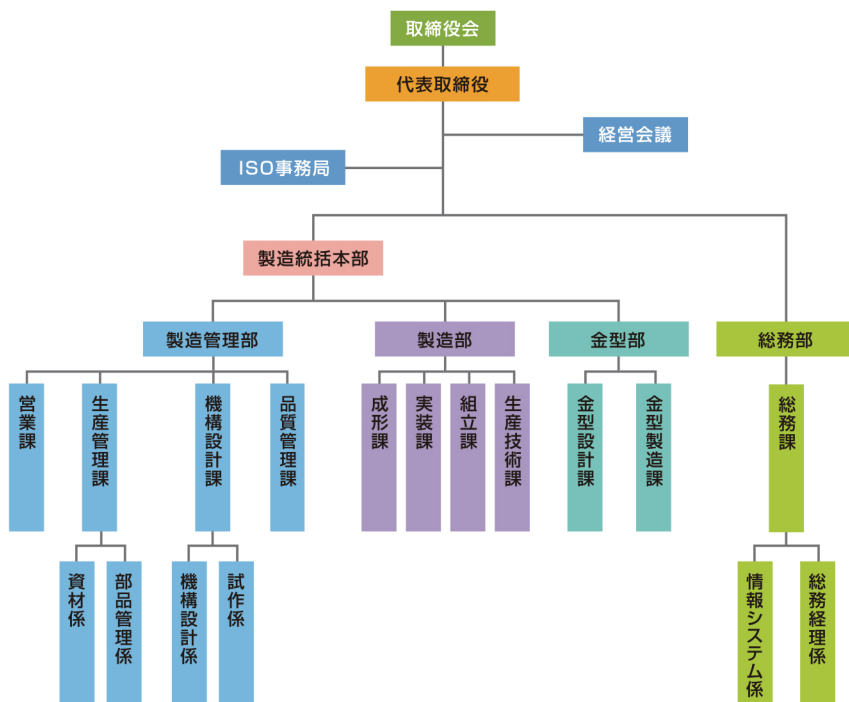 取締役会
代表取締役
経営会議
ISO事務局
製造統括本部
製造管理部
製造部
金型部
総務部
営業課
生産管理課
機構設計課
品質管理課
成形課
実装課
組立課
生産技術課
金型設計課
金型製造課
総務課
資材係
部品管理係
機構設計係
試作係
情報システム係
総務経理係